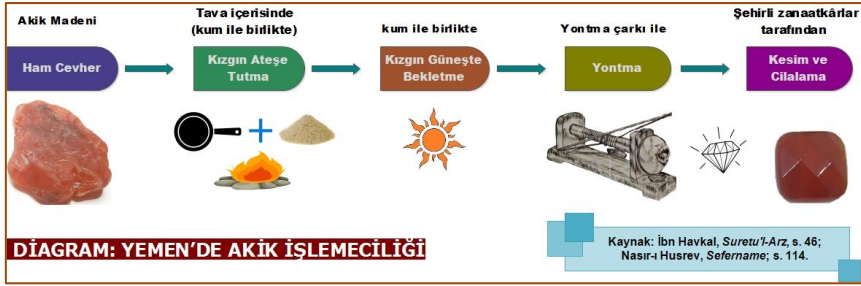 Akik Madeni
Ham Cevher
Tava içerisinde
(kum ile birlikte)
Kızgın Ateşe
Tutma
kum ile birlikte
Kızgın Güneşte
Bekletme
Yontma çarkı ile
Yontma
Şehirli zanaatkârlar
tarafından
Kesim ve
Cilalama
DİAGRAM: YEMEN'DE AKİK İŞLEMECİLİĞİ
Kaynak: İbn Havkal, Suretu'l-Arz, s. 46;
Nasır-ı Husrev, Sefername; s. 114.